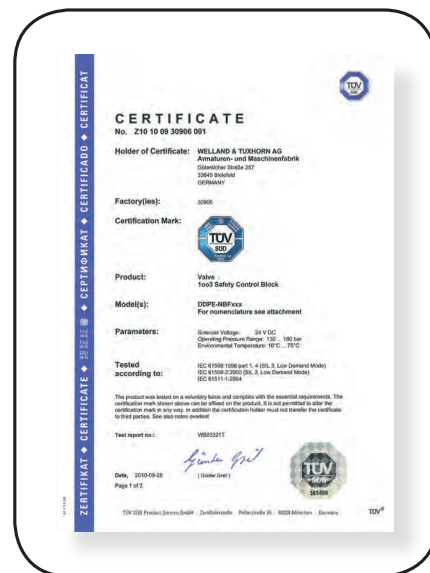 TÜV
CERTIFICATE
No. Z10 10 09 30906 001
Holder of Certificate: WELLAND & TUXHORN AG
Armaturen- und Maschinenfabrik
Gütersloher Straße 257
33649 Bielefeld
GERMANY
Factory(ies): 30906
Certification Mark:
TÜV
SÜD
Product: Valve
1oo3 Safety Control Block
Model(s): DDPE-NBFxxx
For nomenclature see attachment
Parameters: Solenoid Voltage: 24 V DC
Operating Pressure Range: 130 ... 180 bar
Environmental Temperature: 10°C ... 75°C
Tested
according to: IEC 61508:1998 part 1, 4 (SIL 3, Low Demand Mode)
IEC 61508-2:2000 (SIL 3, Low Demand Mode)
IEC 61511-1:2004
The product was tested on a voluntary basis and complies with the essential requirements. The
certification mark shown above can be affixed on the product. It is not permitted to alter the
certification mark in any way. In addition the certification holder must not transfer the certificate
to third parties. See also notes overleaf.
Test report no.: WB83321T
Date, 2010-09-28
Page 1 of 2
TÜV
SÜD
TÜV SÜD Product Service GmbH · Zertifizierstelle · Ridlerstraße 65 · 80339 München · Germany
TÜV®
ZERTIFIKAT ◆ CERTIFICATE ◆ ◆ СЕРТИФИКАТ ◆ CERTIFICADO ◆ CERTIFICAT